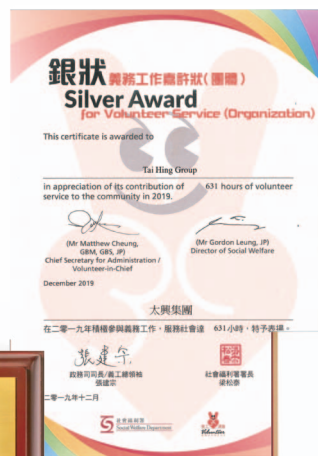 銀狀 義務工作嘉許狀(團體)
Silver Award
for Volunteer Service (Organization)
This certificate is awarded to
Tai Hing Group
in appreciation of its contribution of 631 hours of volunteer
service to the community in 2019.
(Mr Matthew Cheung,
GBM, GBS, JP)
Chief Secretary for Administration /
Volunteer-in-Chief
(Mr Gordon Leung, JP)
Director of Social Welfare
December 2019
太興集團
在二零一九年積極參與義務工作,服務社會達 631小時,特予表揚。
張建宗
政務司司長/義工總領袖
張建宗
社會福利署署長
梁松泰
二零一九年十二月
社會福利署
Social Welfare Department
Volunteer